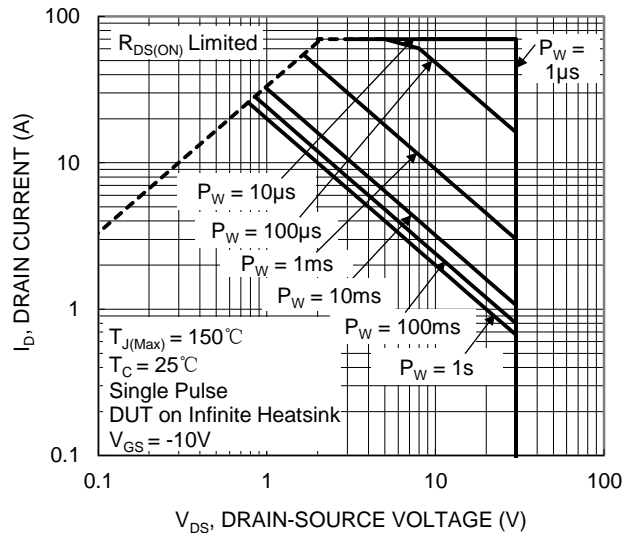 100
R_DS(ON) Limited
P_W =
1µs
10
I_D, DRAIN CURRENT (A)
P_W = 10µs
P_W = 100µs
P_W = 1ms
P_W = 10ms
P_W = 100ms
P_W = 1s
1
T_J(Max) = 150℃
T_C = 25℃
Single Pulse
DUT on Infinite Heatsink
V_GS = -10V
0.1
0.1 1 10 100
V_DS, DRAIN-SOURCE VOLTAGE (V)